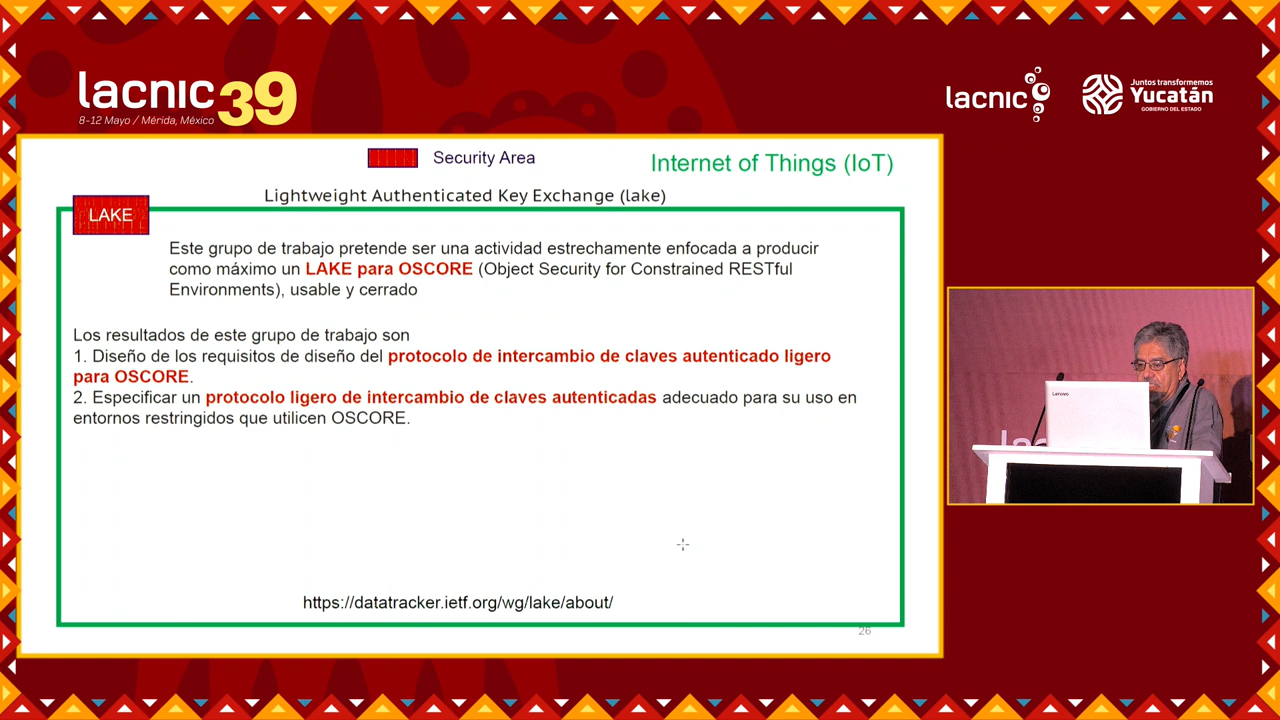 lacnic 39
8-12 Mayo / Mérida, México
lacnic
Juntos transformemos
Yucatán
GOBIERNO DEL ESTADO
Security Area
Internet of Things (IoT)
Lightweight Authenticated Key Exchange (lake)
LAKE
Este grupo de trabajo pretende ser una actividad estrechamente enfocada a producir
como máximo un LAKE para OSCORE (Object Security for Constrained RESTful
Environments), usable y cerrado
Los resultados de este grupo de trabajo son
1. Diseño de los requisitos de diseño del protocolo de intercambio de claves autenticado ligero
para OSCORE.
2. Especificar un protocolo ligero de intercambio de claves autenticadas adecuado para su uso en
entornos restringidos que utilicen OSCORE.
https://datatracker.ietf.org/wg/lake/about/
26
Lenovo
lac